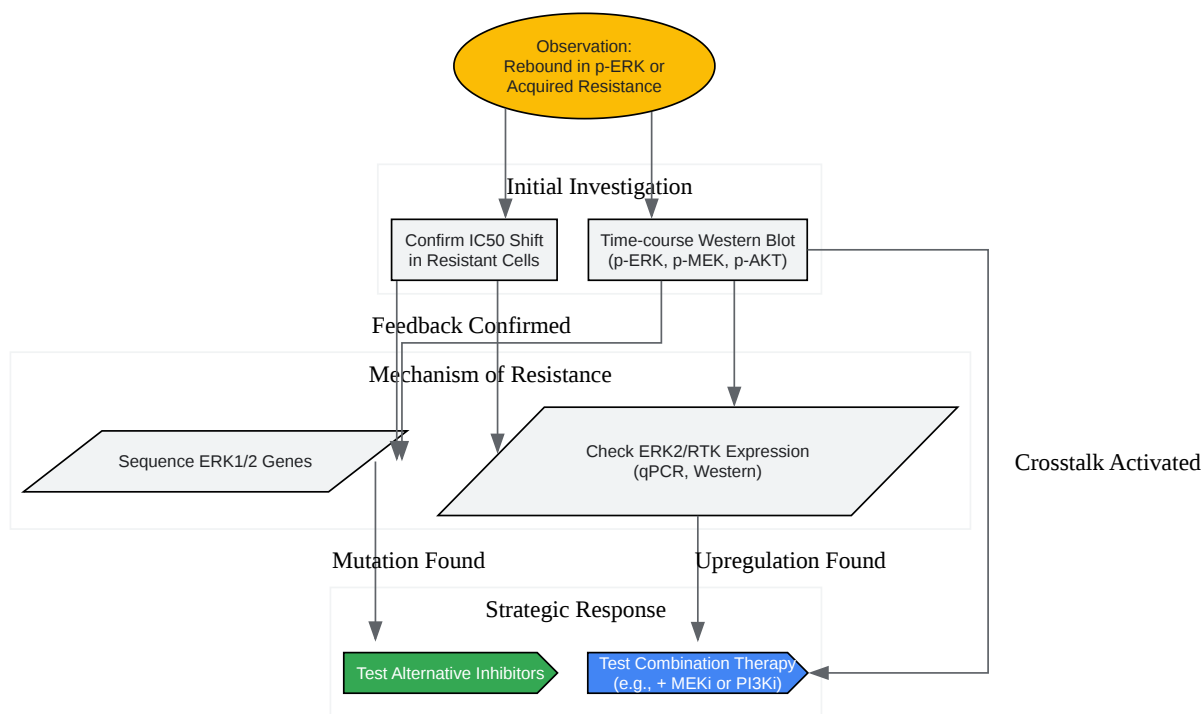 Observation:
Rebound in p-ERK or
Acquired Resistance
Initial Investigation
Confirm IC50 Shift
in Resistant Cells
Time-course Western Blot
(p-ERK, p-MEK, p-AKT)
Feedback Confirmed
Mechanism of Resistance
Sequence ERK1/2 Genes
Check ERK2/RTK Expression
(qPCR, Western)
Crosstalk Activated
Mutation Found
Upregulation Found
Strategic Response
Test Alternative Inhibitors
Test Combination Therapy
(e.g., + MEKi or PI3Ki)